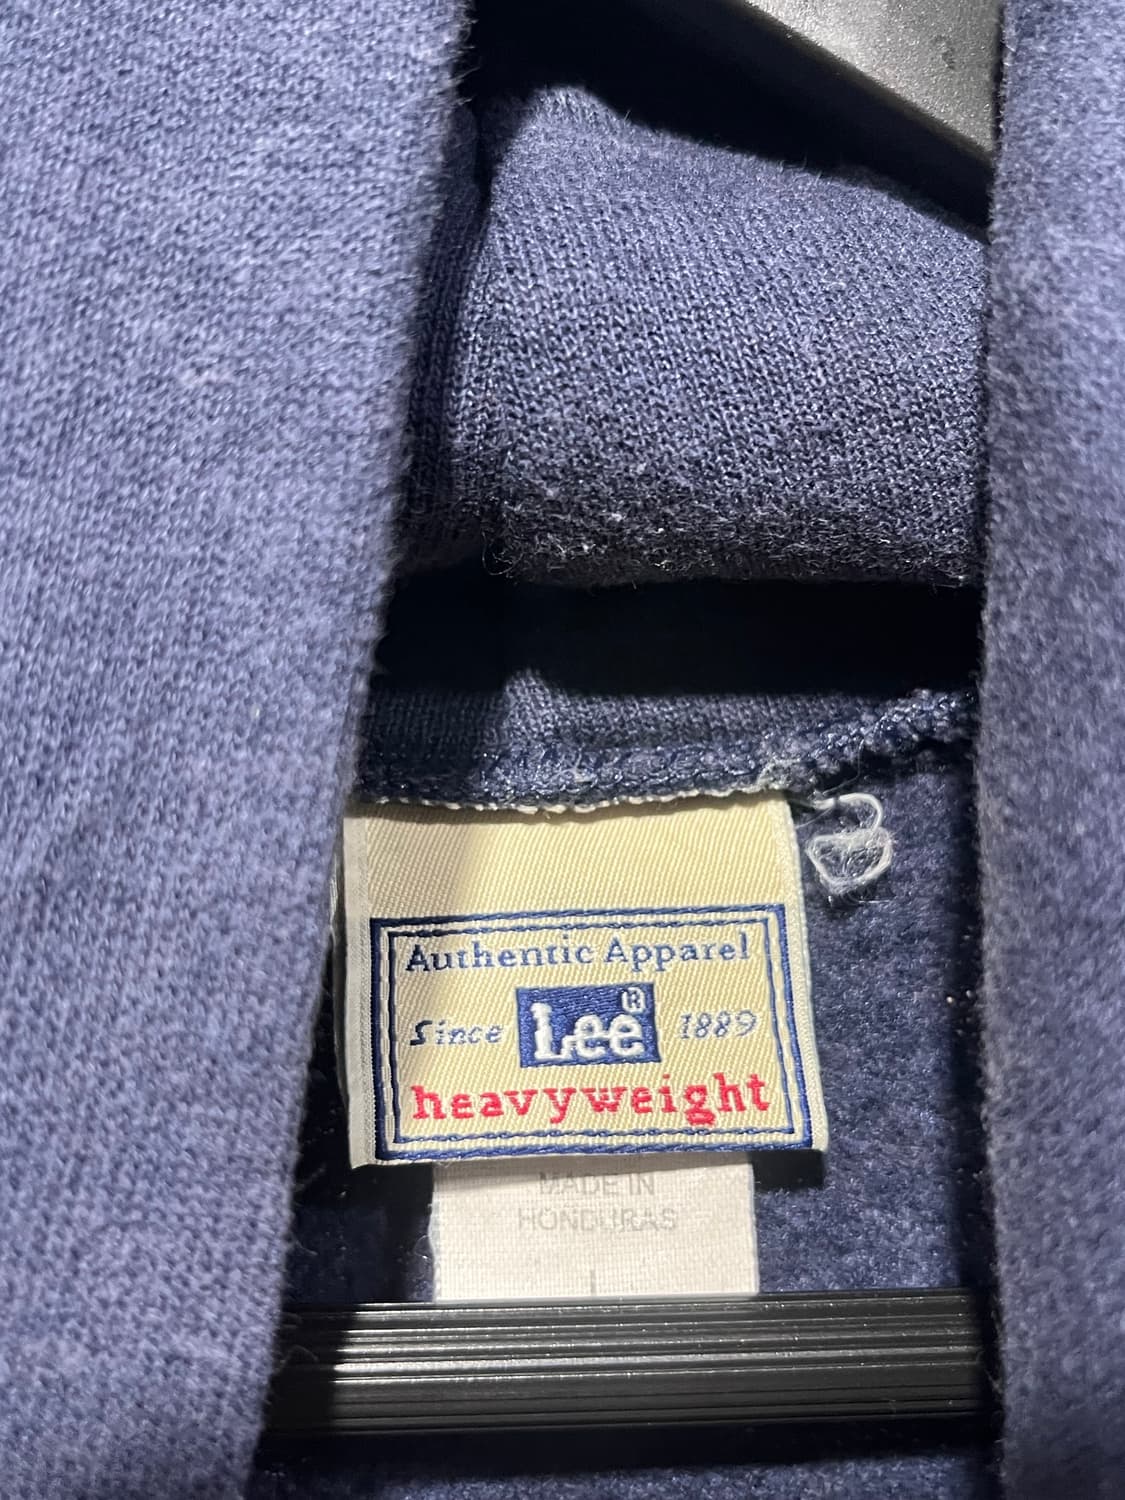 Authentic Apparel
Since Lee® 1889
heavyweight
MADE IN
HONDURAS